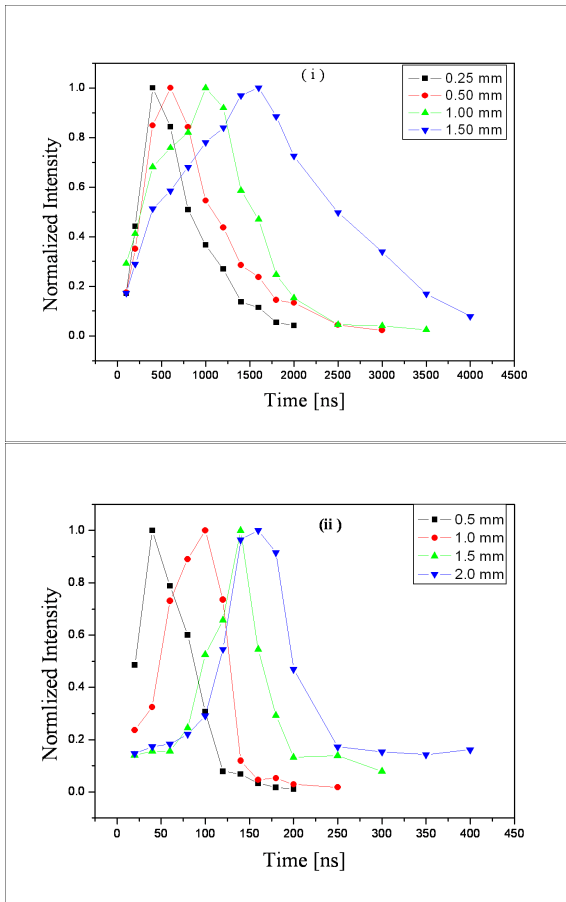 ( i )
0.25 mm
0.50 mm
1.00 mm
1.50 mm
Normalized Intensity
1.0
0.8
0.6
0.4
0.2
0.0
0 500 1000 1500 2000 2500 3000 3500 4000 4500
Time [ns]
(ii )
0.5 mm
1.0 mm
1.5 mm
2.0 mm
Normlized Intensity
1.0
0.8
0.6
0.4
0.2
0.0
0 50 100 150 200 250 300 350 400 450
Time [ns]